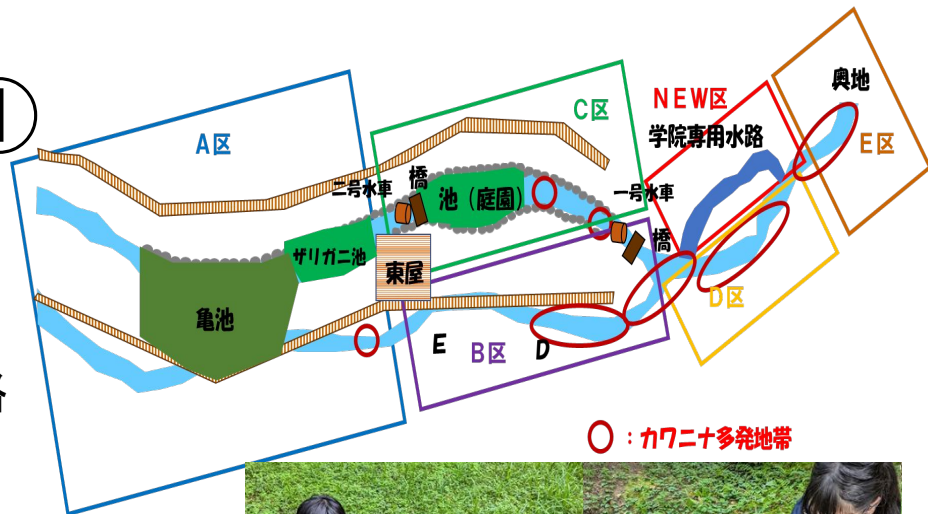 A区
C区
NEW区
学院専用水路
奥地
E区
二号水車
橋
池(庭園)
一号水車
橋
ザリガニ池
東屋
亀池
D区
E
B区
D
:カワニナ多発地帯